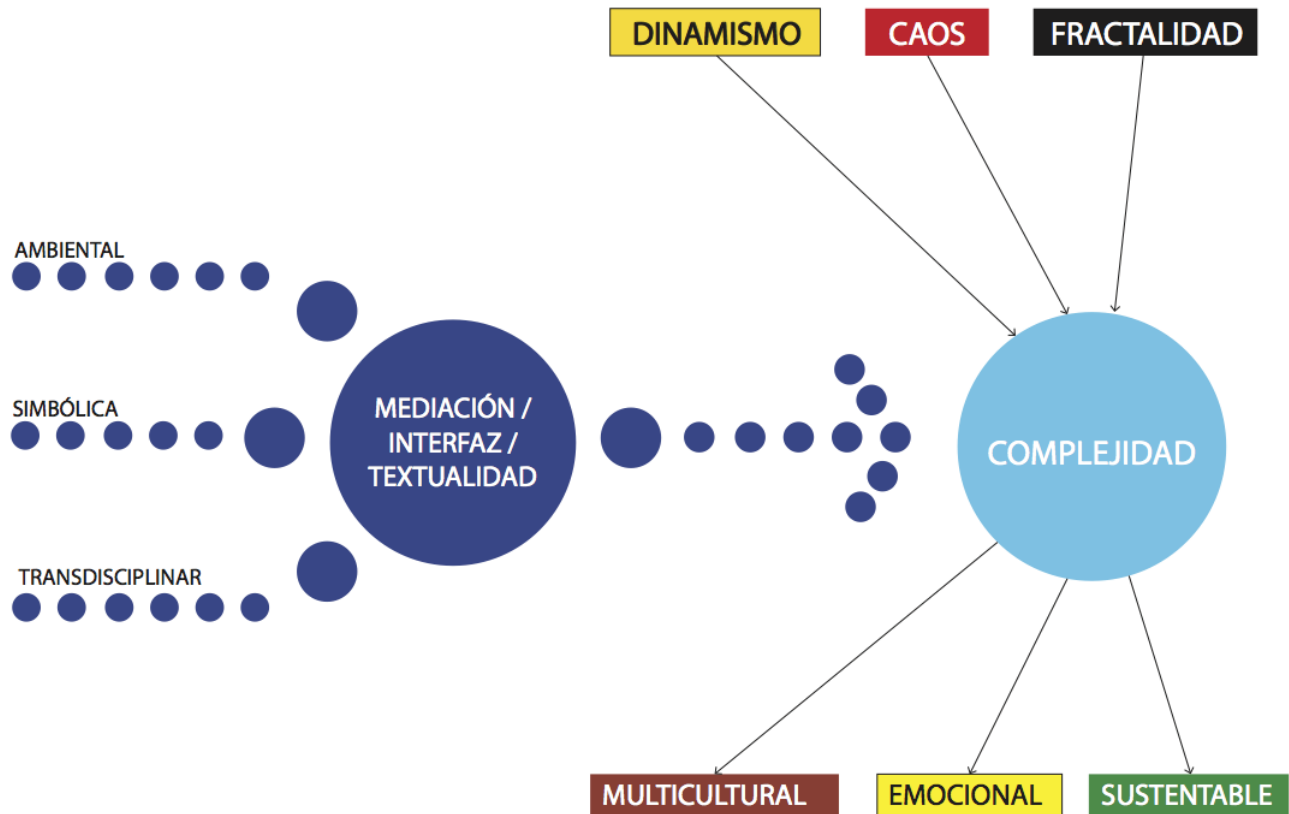 DINAMISMO
CAOS
FRACTALIDAD
AMBIENTAL
SIMBÓLICA
TRANSDISCIPLINAR
MEDIACIÓN /
INTERFAZ /
TEXTUALIDAD
COMPLEJIDAD
MULTICULTURAL
EMOCIONAL
SUSTENTABLE